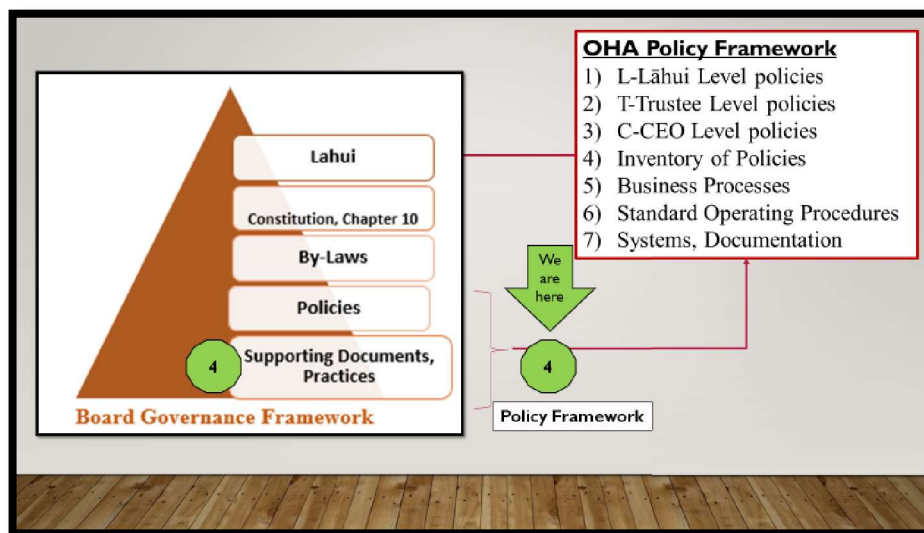 Lahui
Constitution, Chapter 10
By-Laws
Policies
4
Supporting Documents,
Practices
Board Governance Framework
We
are
here
4
Policy Framework
OHA Policy Framework
1) L-Lāhui Level policies
2) T-Trustee Level policies
3) C-CEO Level policies
4) Inventory of Policies
5) Business Processes
6) Standard Operating Procedures
7) Systems, Documentation